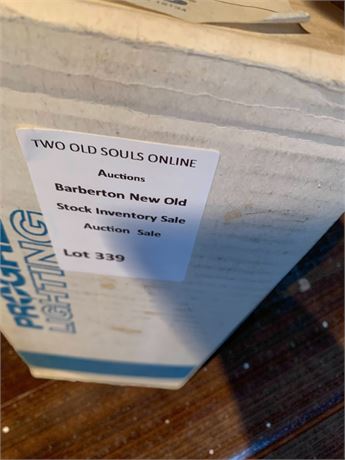 TWO OLD SOULS ONLINE
Auctions
Barberton New Old
Stock Inventory Sale
Auction Sale
Lot 339
LIGHTING